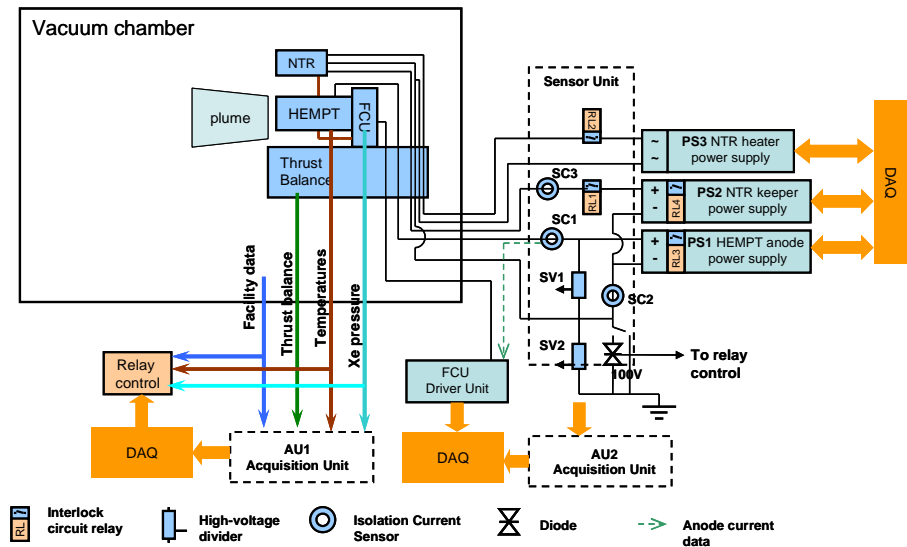 Vacuum chamber
NTR
HEMPT
FCU
plume
Thrust
Balance
Sensor Unit
RL2
SC3
RL1
SC1
SV1
SC2
SV2
100V
~
~
PS3 NTR heater
power supply
+
-
RL4
PS2 NTR keeper
power supply
+
-
RL3
PS1 HEMPT anode
power supply
DAQ
To relay
control
Facility data
Thrust balance
Temperatures
Xe pressure
Relay
control
FCU
Driver Unit
DAQ
AU1
Acquisition Unit
DAQ
AU2
Acquisition Unit
RL
Interlock
circuit relay
High-voltage
divider
Isolation Current
Sensor
Diode
Anode current
data